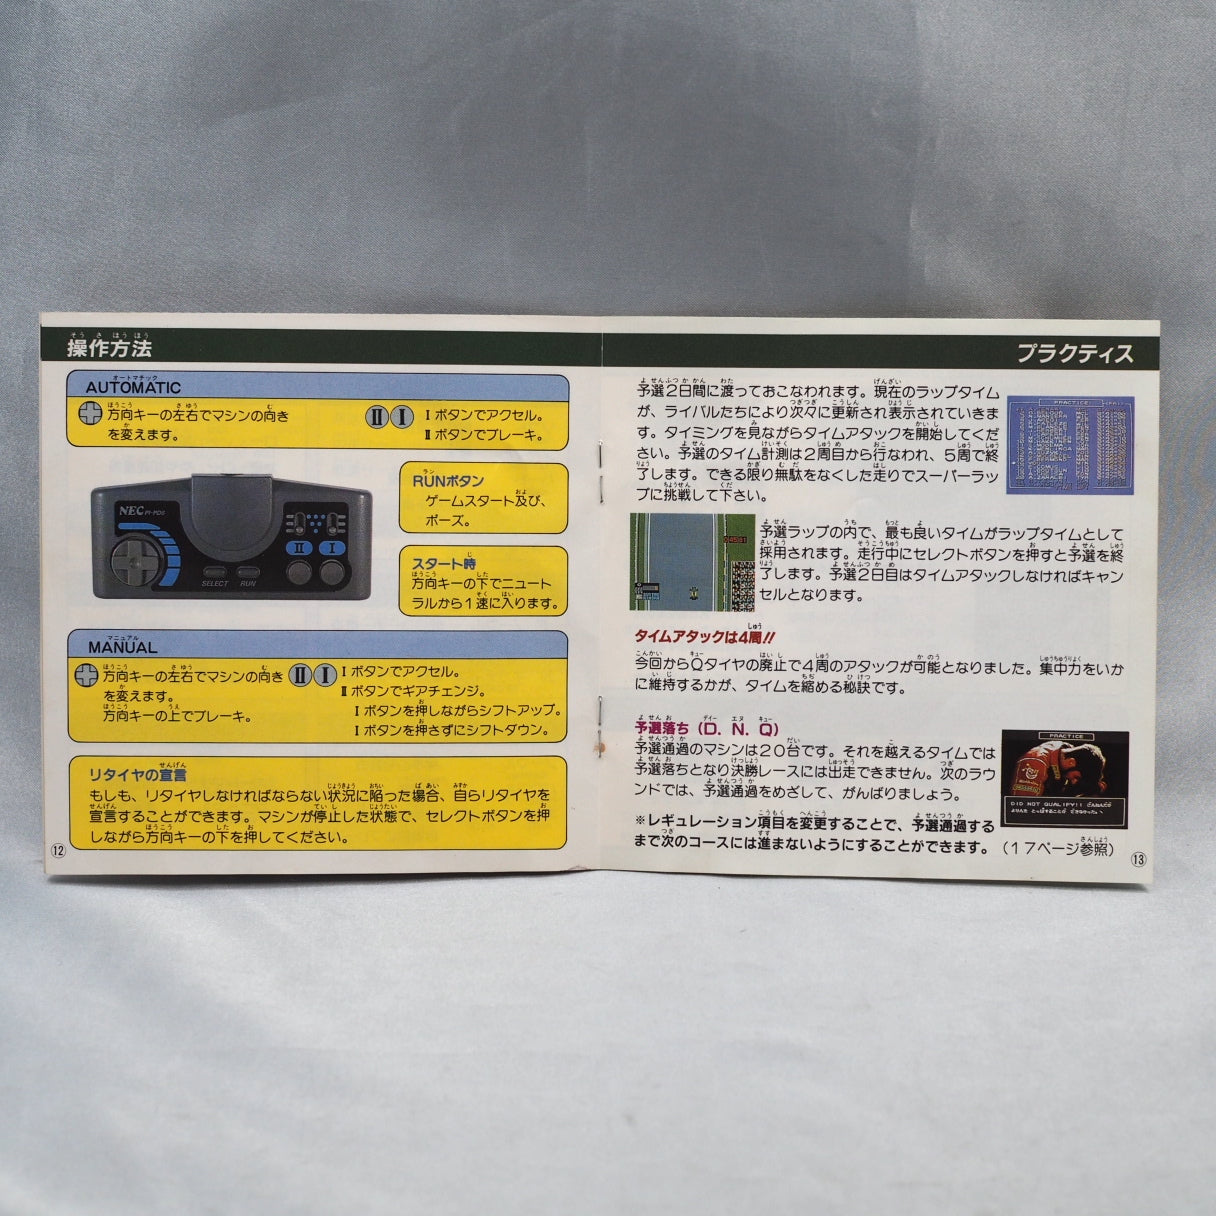 操作方法
AUTOMATIC
方向キーの左右でマシンの向き
を変えます。
II I
I ボタンでアクセル。
II ボタンでブレーキ。
NEC PI-PD6
II I
SELECT RUN
RUNボタン
ゲームスタート及び、
ポーズ。
スタート時
方向キーの下でニュート
ラルから1速に入ります。
MANUAL
方向キーの左右でマシンの向き
を変えます。
方向キーの上でブレーキ。
II I
I ボタンでアクセル。
II ボタンでギアチェンジ。
I ボタンを押しながらシフトアップ。
I ボタンを押さずにシフトダウン。
リタイヤの宣言
もしも、リタイヤしなければならない状況に陥った場合、自らリタイヤを
宣言することができます。マシンが停止した状態で、セレクトボタンを押
しながら方向キーの下を押してください。
12
プラクティス
予選2日間に渡っておこなわれます。現在のラップタイム
が、ライバルたちにより次々に更新され表示されていきま
す。タイミングを見ながらタイムアタックを開始してくだ
さい。予選のタイム計測は2周目から行なわれ、5周で終
了します。できる限り無駄をなくした走りでスーパーラッ
プに挑戦して下さい。
PRACTICE
予選ラップの内で、最も良いタイムがラップタイムとして
採用されます。走行中にセレクトボタンを押すと予選を終
了します。予選2日目はタイムアタックしなければキャン
セルとなります。
タイムアタックは4周!!
今回からQタイヤの廃止で4周のアタックが可能となりました。集中力をいか
に維持するかが、タイムを縮める秘訣です。
予選落ち (D. N. Q)
予選通過のマシンは20台です。それを越えるタイムでは
予選落ちとなり決勝レースには出走できません。次のラウ
ンドでは、予選通過をめざして、がんばりましょう。
PRACTICE
DID NOT QUALIFY!!
※レギュレーション項目を変更することで、予選通過する
まで次のコースには進まないようにすることができます。(17ページ参照)
13